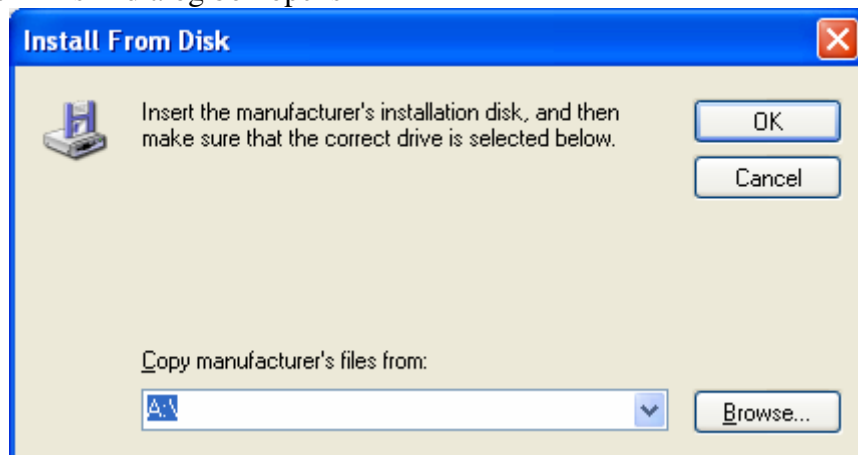 Install From Disk
Insert the manufacturer's installation disk, and then
make sure that the correct drive is selected below.
OK
Cancel
Copy manufacturer's files from:
A:\
Browse...